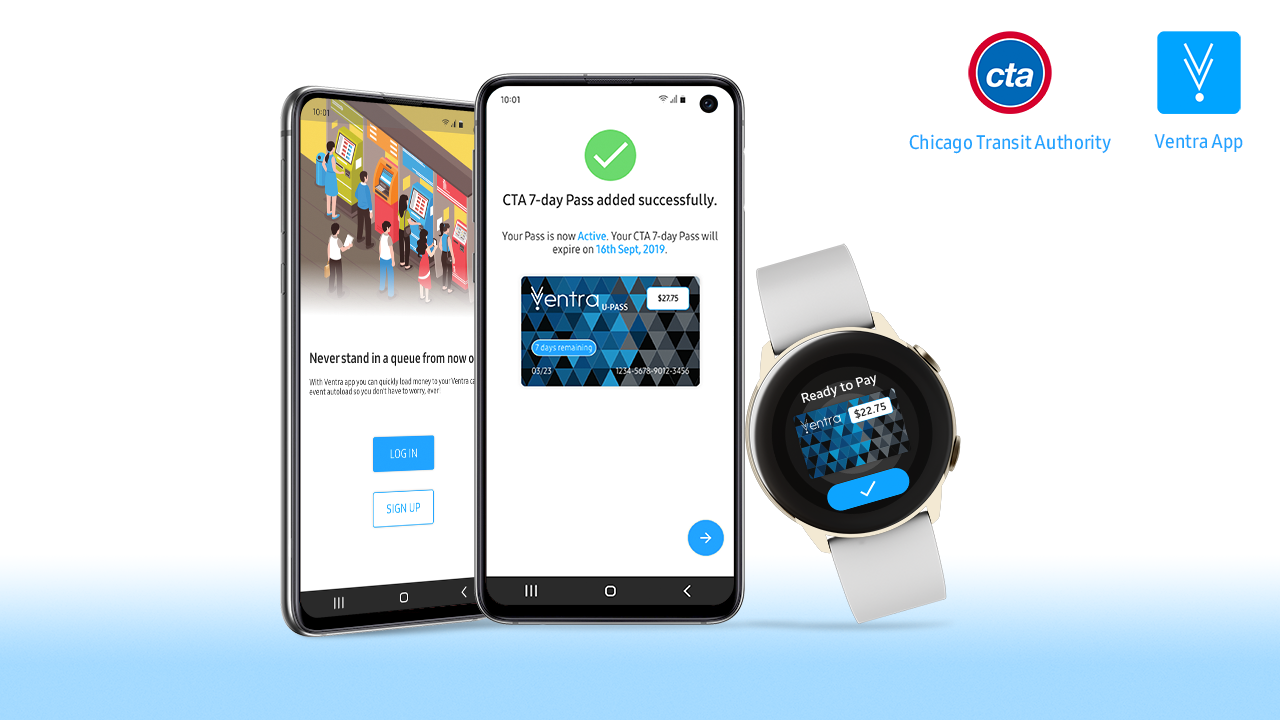 10:01
Never stand in a queue from now o
With Ventra app you can quickly load money to your Ventra ca
event autoload so you don't have to worry, ever.
LOG IN
SIGN UP
10:01
CTA 7-day Pass added successfully.
Your Pass is now Active. Your CTA 7-day Pass will
expire on 16th Sept, 2019.
Ventra U-PASS
$27.75
7 days remaining
03/23 1234-5678-9012-3456
Ready to Pay
Ventra $22.75
cta
Chicago Transit Authority
Ventra App